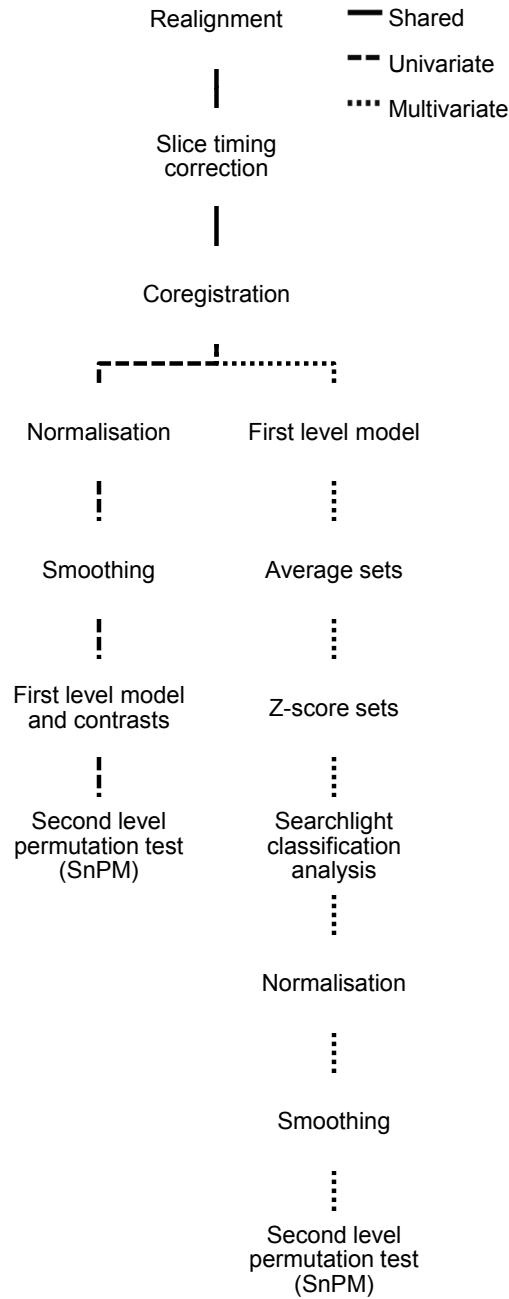 Realignment
Shared
Univariate
Multivariate
Slice timing
correction
Coregistration
Normalisation
First level model
Smoothing
Average sets
First level model
and contrasts
Z-score sets
Second level
permutation test
(SnPM)
Searchlight
classification
analysis
Normalisation
Smoothing
Second level
permutation test
(SnPM)